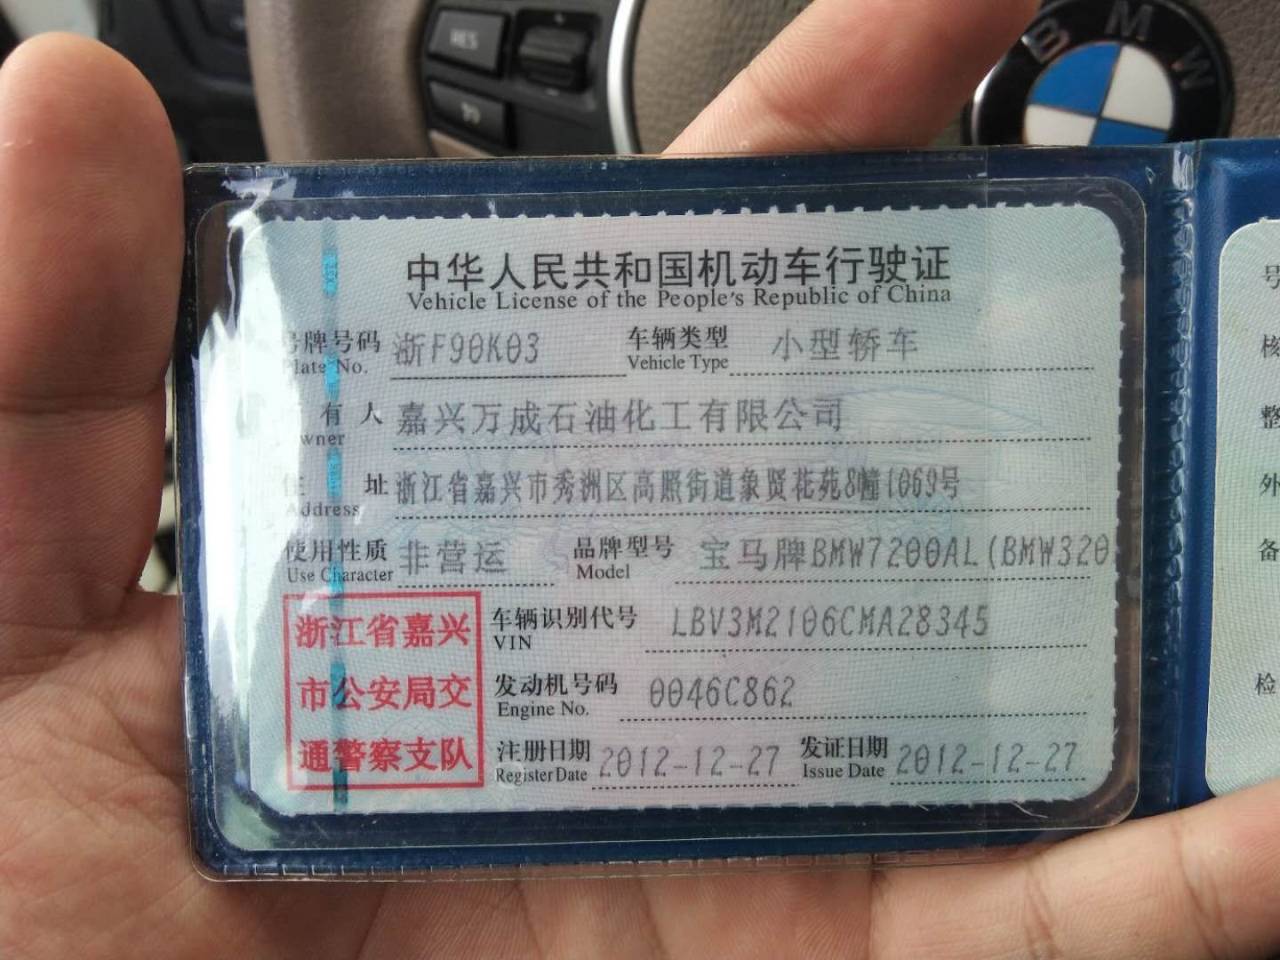 RES
BMW
中华人民共和国机动车行驶证
Vehicle License of the People's Republic of China
号牌号码 浙F90K03 车辆类型 小型轿车
Plate No. Vehicle Type
有人 嘉兴万成石油化工有限公司
wner
住址 浙江省嘉兴市秀洲区高照街道象贤花苑8幢1069号
Address
使用性质 非营运 品牌型号 宝马牌BMW7200AL(BMW320
Use Character Model
车辆识别代号 LBV3M2106CMA28345
VIN
发动机号码 0046C862
Engine No.
注册日期 2012-12-27 发证日期 2012-12-27
Register Date Issue Date
浙江省嘉兴
市公安局交
通警察支队
号
核
整
外
备
检